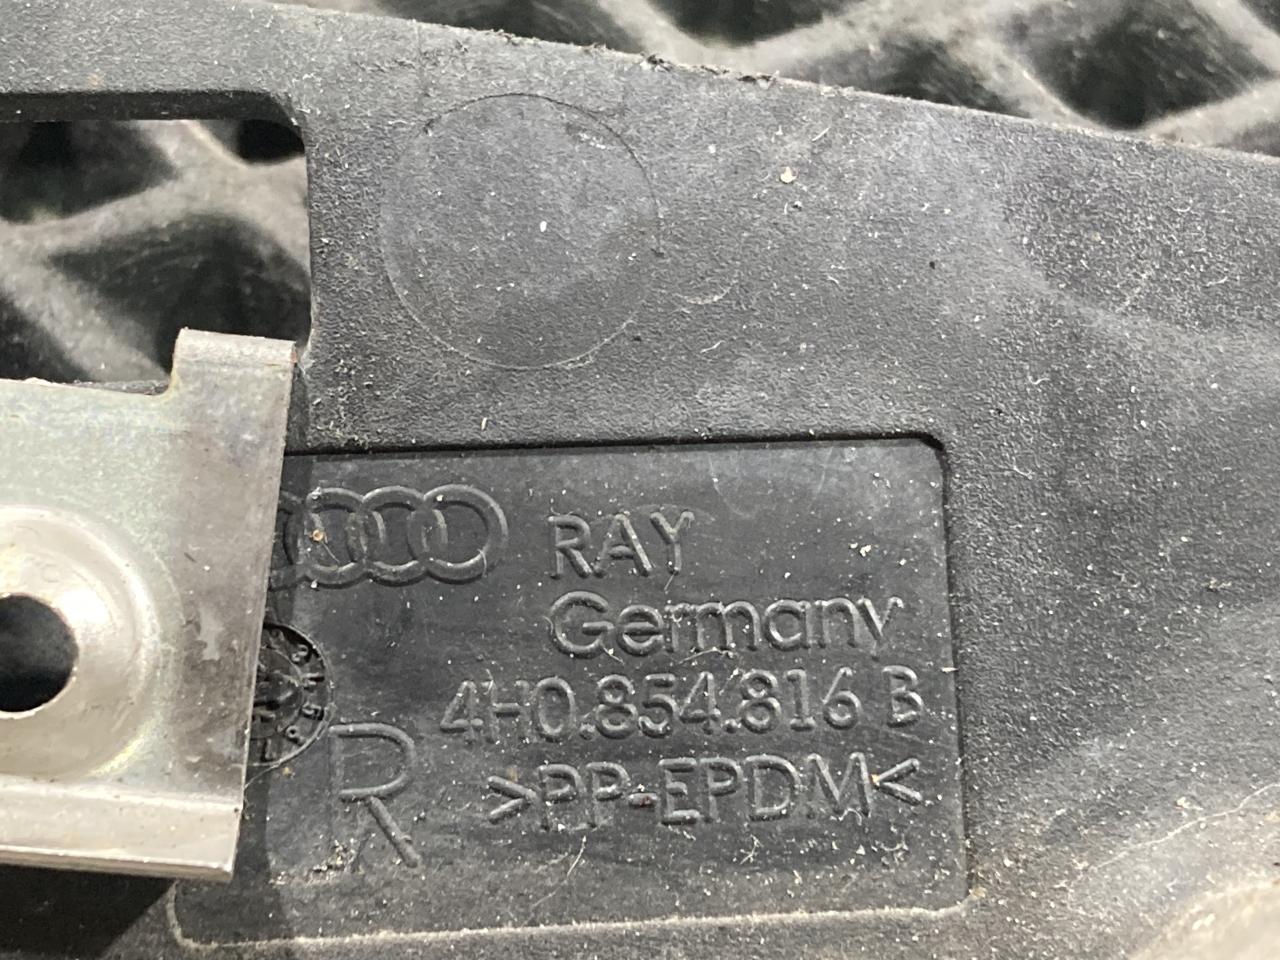 RAY
Germany
4H0.854.816 B
R
>PP-EPDM<